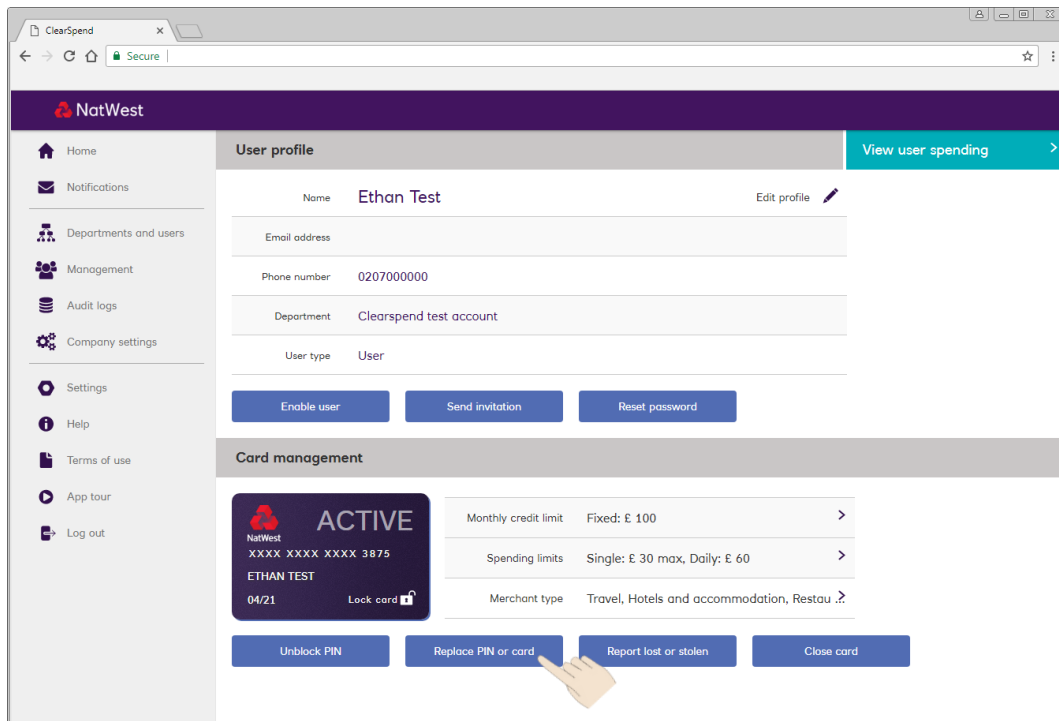 ClearSpend
Secure
NatWest
Home
Notifications
Departments and users
Management
Audit logs
Company settings
Settings
Help
Terms of use
App tour
Log out
User profile
View user spending
Name Ethan Test Edit profile
Email address
Phone number 0207000000
Department Clearspend test account
User type User
Enable user Send invitation Reset password
Card management
ACTIVE
NatWest
XXXX XXXX XXXX 3875
ETHAN TEST
04/21 Lock card
Monthly credit limit Fixed: £ 100
Spending limits Single: £ 30 max, Daily: £ 60
Merchant type Travel, Hotels and accommodation, Restau ...
Unblock PIN Replace PIN or card Report lost or stolen Close card